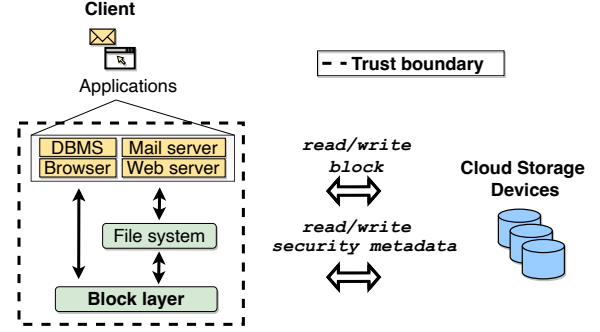 Client
Applications
- - Trust boundary
DBMS
Mail server
Browser
Web server
File system
Block layer
read/write
block
read/write
security metadata
Cloud Storage
Devices